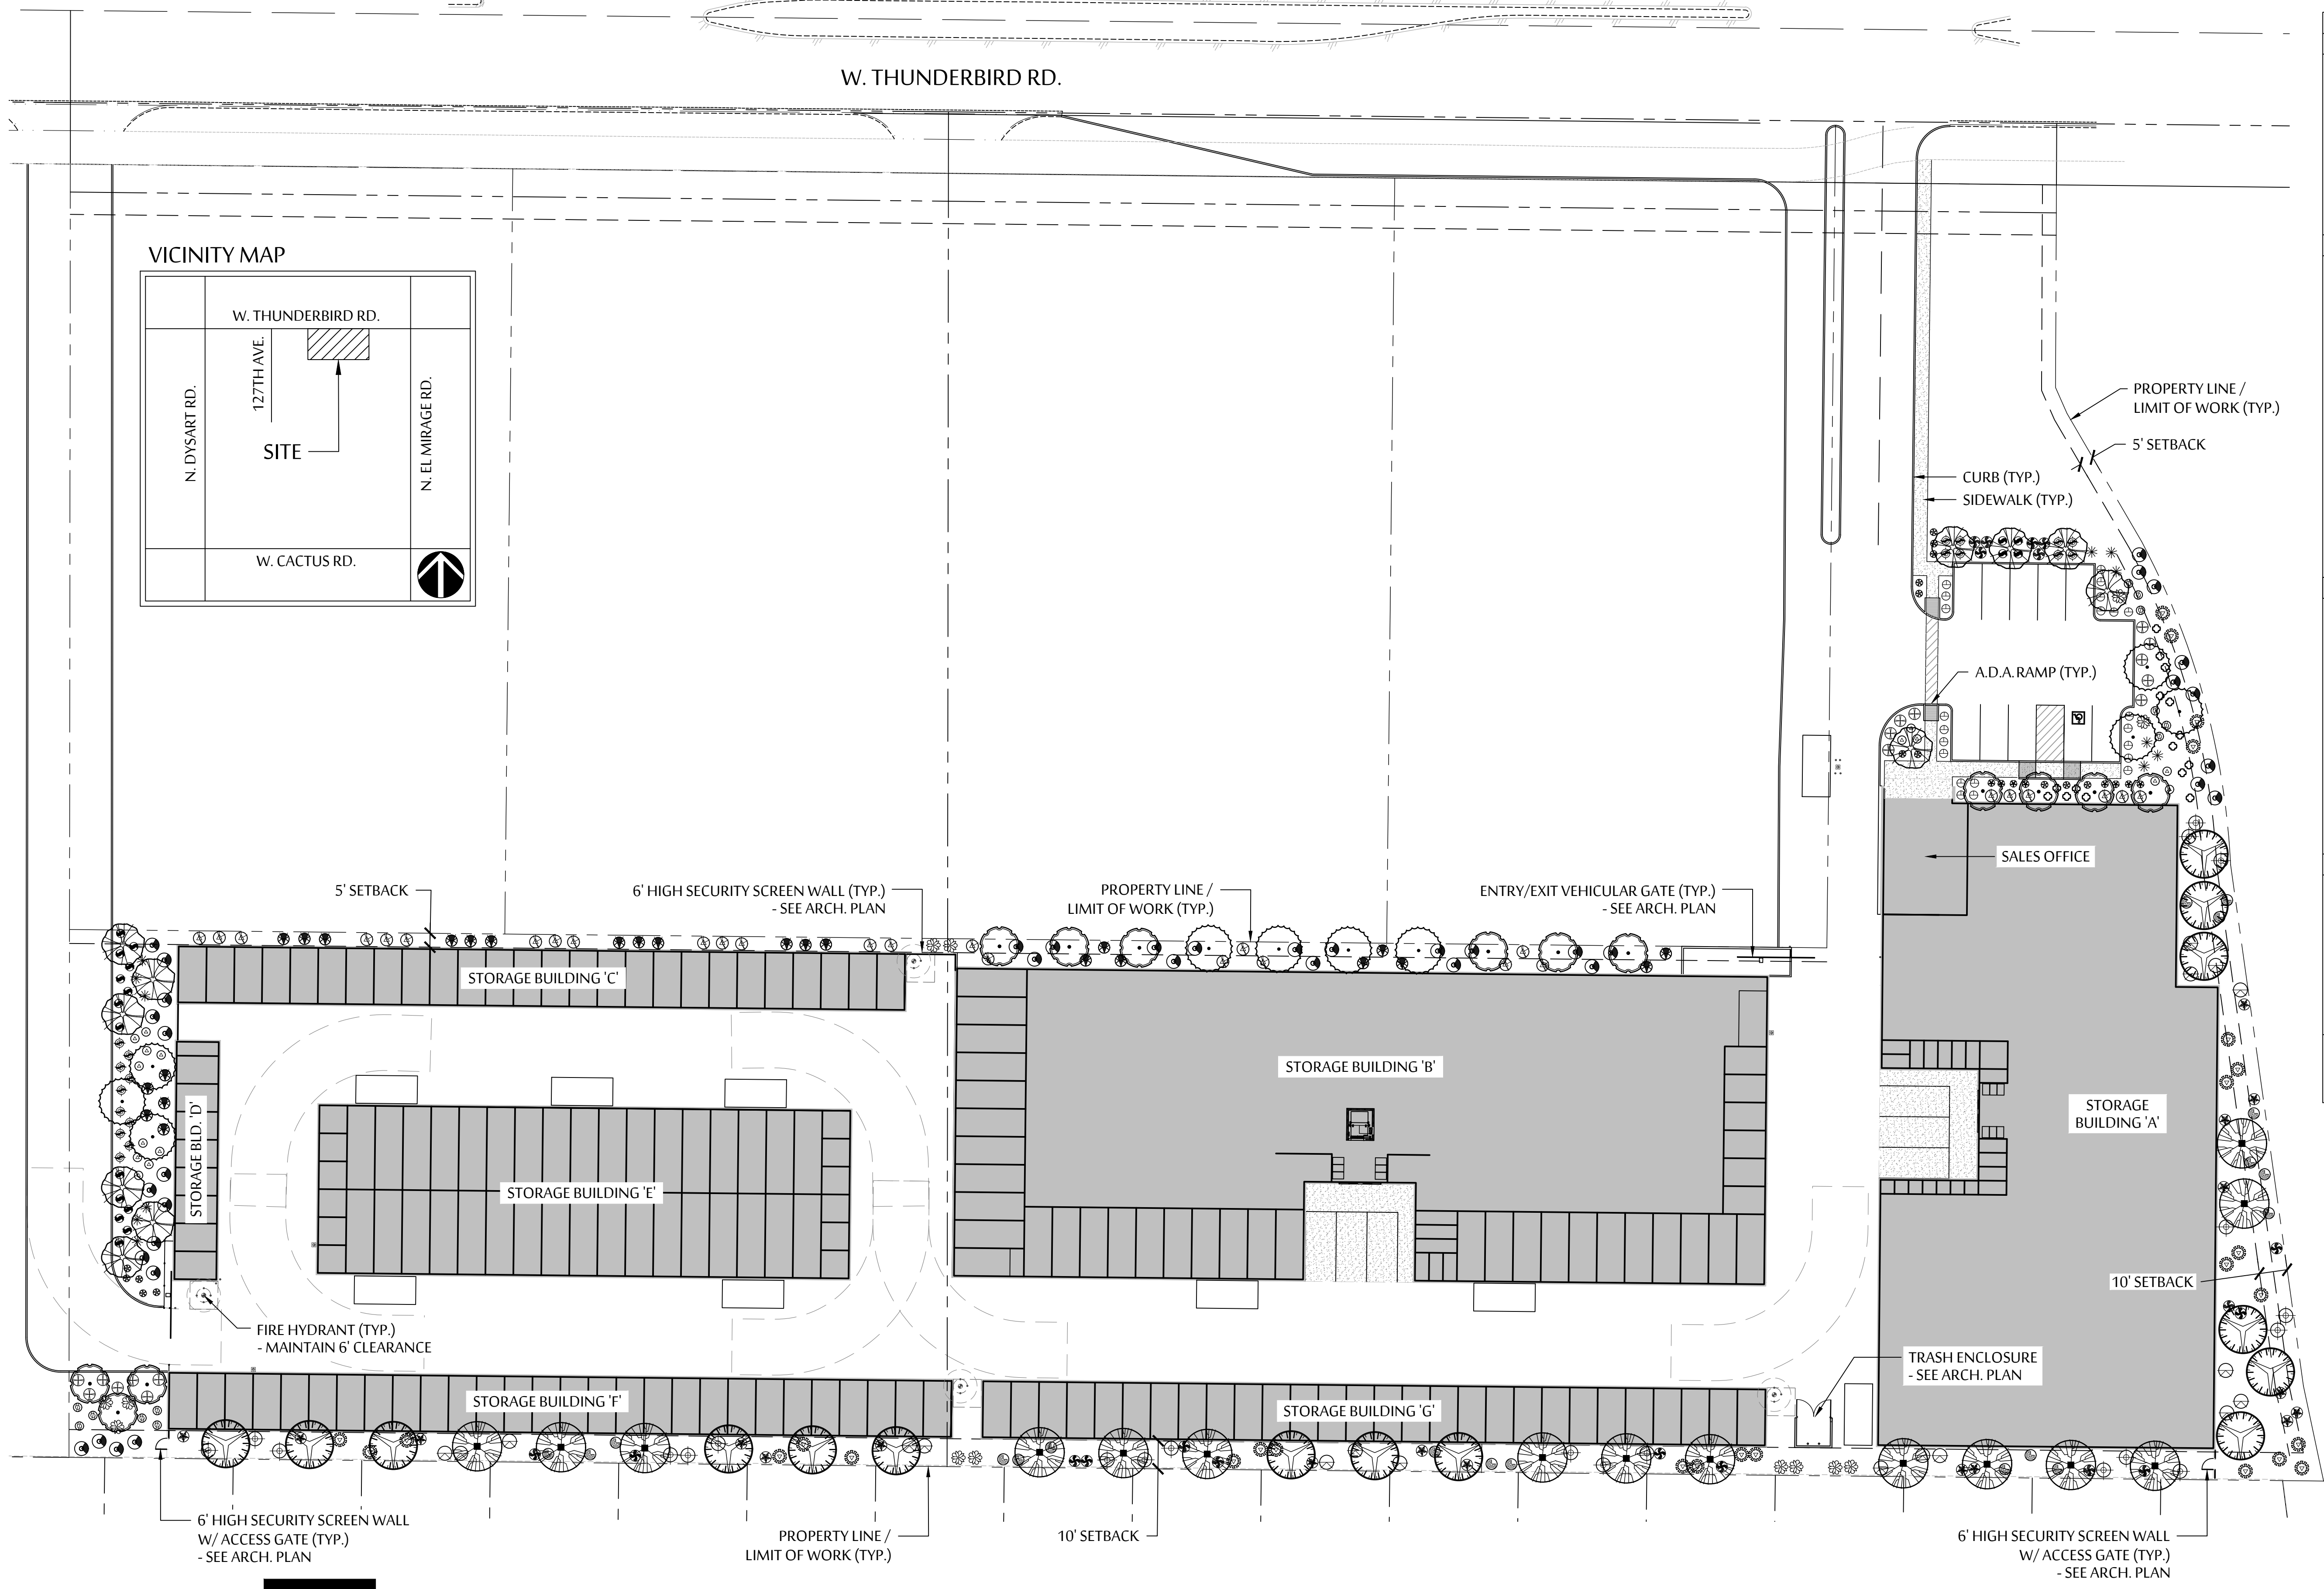 W. THUNDERBIRD RD.
VICINITY MAP
W. THUNDERBIRD RD.
127TH AVE.
N. DYSART RD.
N. EL MIRAGE RD.
SITE
W. CACTUS RD.
PROPERTY LINE /
LIMIT OF WORK (TYP.)
5' SETBACK
CURB (TYP.)
SIDEWALK (TYP.)
A.D.A. RAMP (TYP.)
SALES OFFICE
5' SETBACK
6' HIGH SECURITY SCREEN WALL (TYP.)
- SEE ARCH. PLAN
PROPERTY LINE /
LIMIT OF WORK (TYP.)
ENTRY/EXIT VEHICULAR GATE (TYP.)
- SEE ARCH. PLAN
STORAGE BUILDING 'C'
STORAGE BUILDING 'B'
STORAGE
BUILDING 'A'
STORAGE BLD. 'D'
STORAGE BUILDING 'E'
10' SETBACK
FIRE HYDRANT (TYP.)
- MAINTAIN 6' CLEARANCE
TRASH ENCLOSURE
- SEE ARCH. PLAN
STORAGE BUILDING 'F'
STORAGE BUILDING 'G'
6' HIGH SECURITY SCREEN WALL
W/ ACCESS GATE (TYP.)
- SEE ARCH. PLAN
PROPERTY LINE /
LIMIT OF WORK (TYP.)
10' SETBACK
6' HIGH SECURITY SCREEN WALL
W/ ACCESS GATE (TYP.)
- SEE ARCH. PLAN